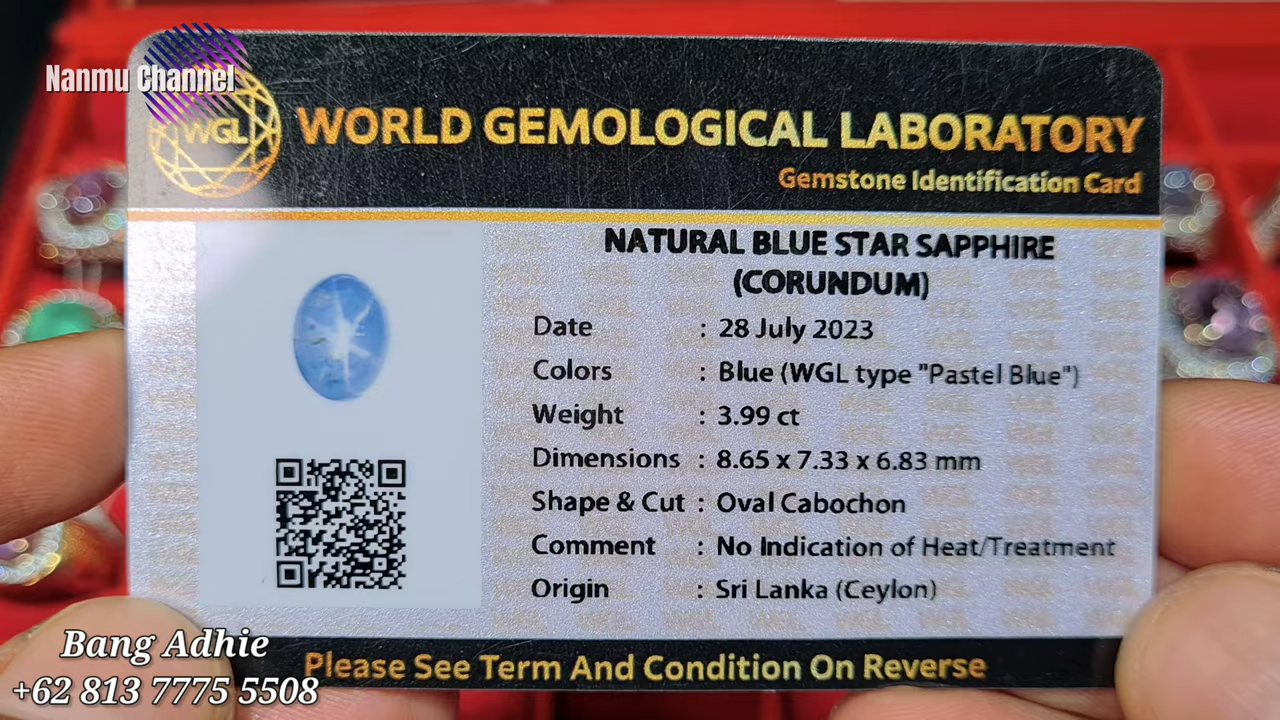 Nanmu Channel
WGL
WORLD GEMOLOGICAL LABORATORY
Gemstone Identification Card
NATURAL BLUE STAR SAPPHIRE
(CORUNDUM)
Date : 28 July 2023
Colors : Blue (WGL type "Pastel Blue")
Weight : 3.99 ct
Dimensions : 8.65 x 7.33 x 6.83 mm
Shape & Cut : Oval Cabochon
Comment : No Indication of Heat/Treatment
Origin : Sri Lanka (Ceylon)
Please See Term And Condition On Reverse
Bang Adhie
+62 813 7775 5508